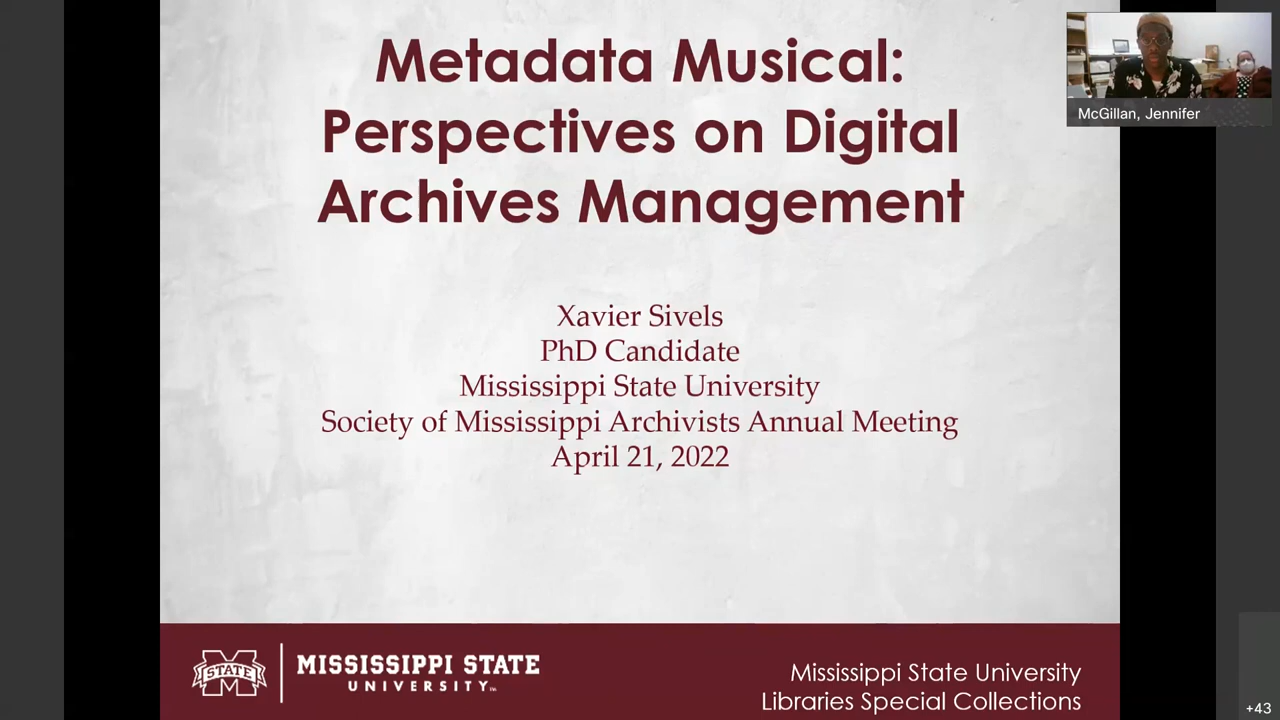 Metadata Musical:
Perspectives on Digital
Archives Management
McGillan, Jennifer
Xavier Sivels
PhD Candidate
Mississippi State University
Society of Mississippi Archivists Annual Meeting
April 21, 2022
STATE
MISSISSIPPI STATE
UNIVERSITY™
Mississippi State University
Libraries Special Collections
+43